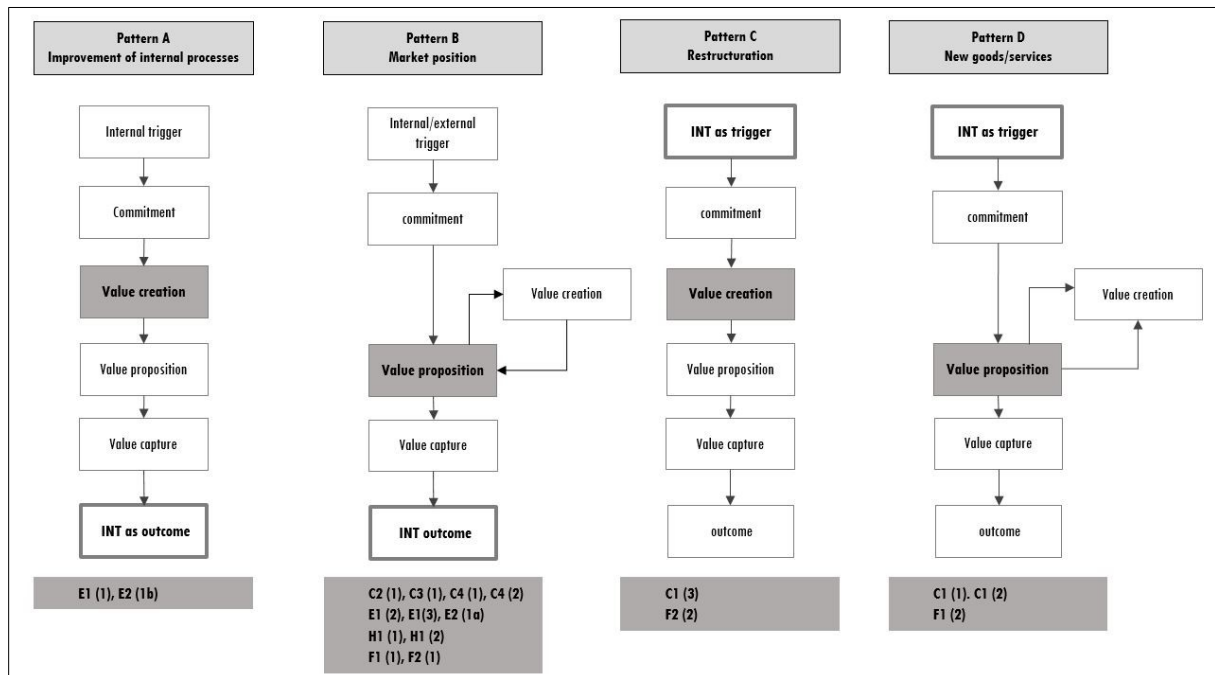 Pattern A
Improvement of internal processes
Internal trigger
Commitment
Value creation
Value proposition
Value capture
INT as outcome
E1 (1), E2 (1b)
Pattern B
Market position
Internal/external
trigger
commitment
Value creation
Value proposition
Value capture
INT outcome
C2 (1), C3 (1), C4 (1), C4 (2)
E1 (2), E1(3), E2 (1a)
H1 (1), H1 (2)
F1 (1), F2 (1)
Pattern C
Restructuration
INT as trigger
commitment
Value creation
Value proposition
Value capture
outcome
C1 (3)
F2 (2)
Pattern D
New goods/services
INT as trigger
commitment
Value creation
Value proposition
Value capture
outcome
C1 (1). C1 (2)
F1 (2)